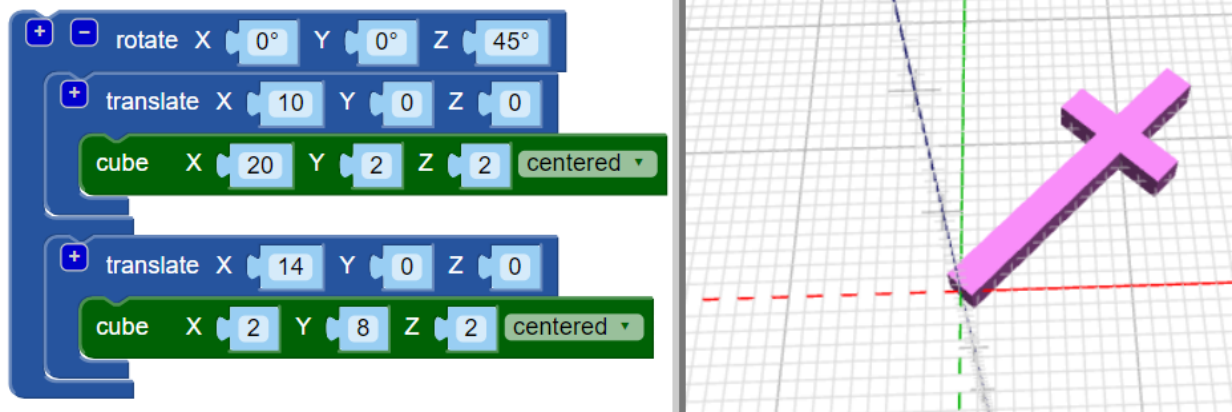 + − rotate X 0° Y 0° Z 45°
+ translate X 10 Y 0 Z 0
cube X 20 Y 2 Z 2 centered ▾
+ translate X 14 Y 0 Z 0
cube X 2 Y 8 Z 2 centered ▾